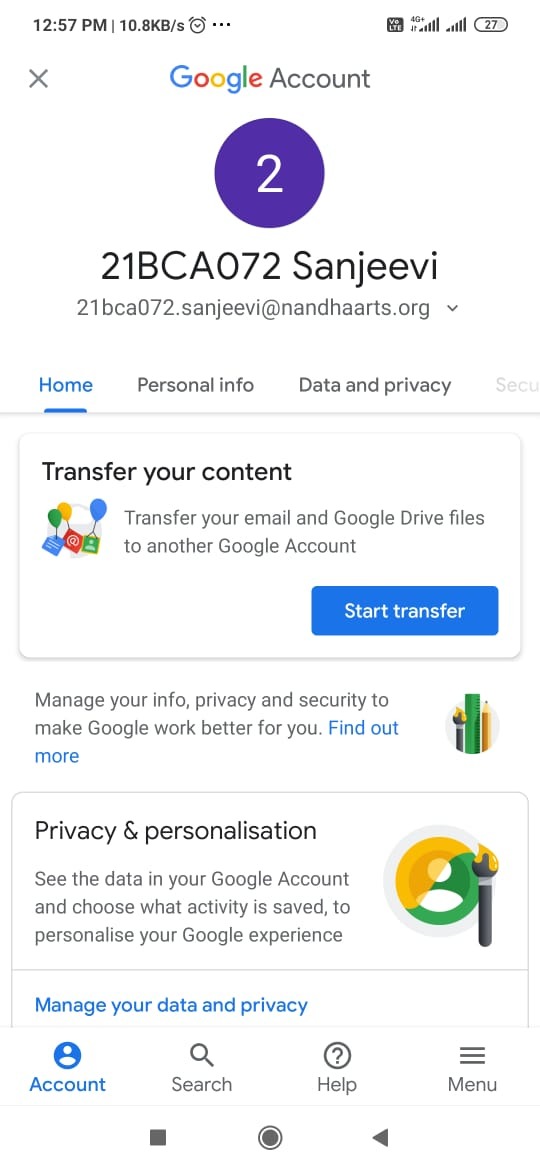 12:57 PM | 10.8KB/s ...
Vo LTE 4G+ 27
Google Account
2
21BCA072 Sanjeevi
21bca072.sanjeevi@nandhaarts.org
Home Personal info Data and privacy Secu
Transfer your content
Transfer your email and Google Drive files
to another Google Account
Start transfer
Manage your info, privacy and security to
make Google work better for you. Find out
more
Privacy & personalisation
See the data in your Google Account
and choose what activity is saved, to
personalise your Google experience
Manage your data and privacy
Account Search Help Menu